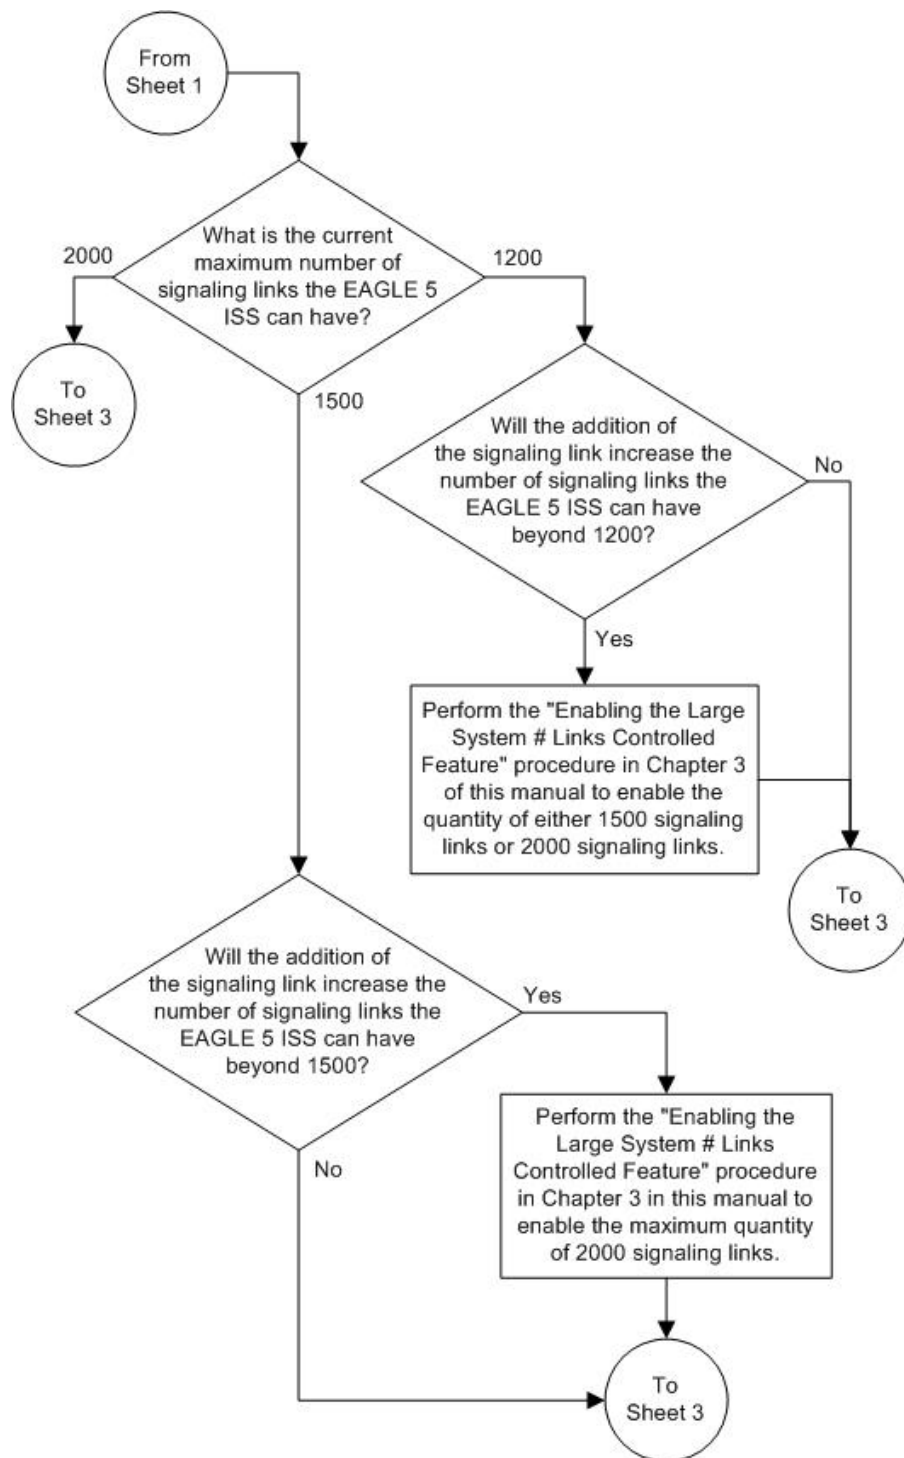 From
Sheet 1
What is the current
maximum number of
signaling links the EAGLE 5
ISS can have?
2000
1200
1500
To
Sheet 3
Will the addition of
the signaling link increase the
number of signaling links the
EAGLE 5 ISS can have
beyond 1200?
No
Yes
Perform the "Enabling the Large
System # Links Controlled
Feature" procedure in Chapter 3
of this manual to enable the
quantity of either 1500 signaling
links or 2000 signaling links.
To
Sheet 3
Will the addition of
the signaling link increase the
number of signaling links the
EAGLE 5 ISS can have
beyond 1500?
Yes
No
Perform the "Enabling the
Large System # Links
Controlled Feature" procedure
in Chapter 3 in this manual to
enable the maximum quantity
of 2000 signaling links.
To
Sheet 3